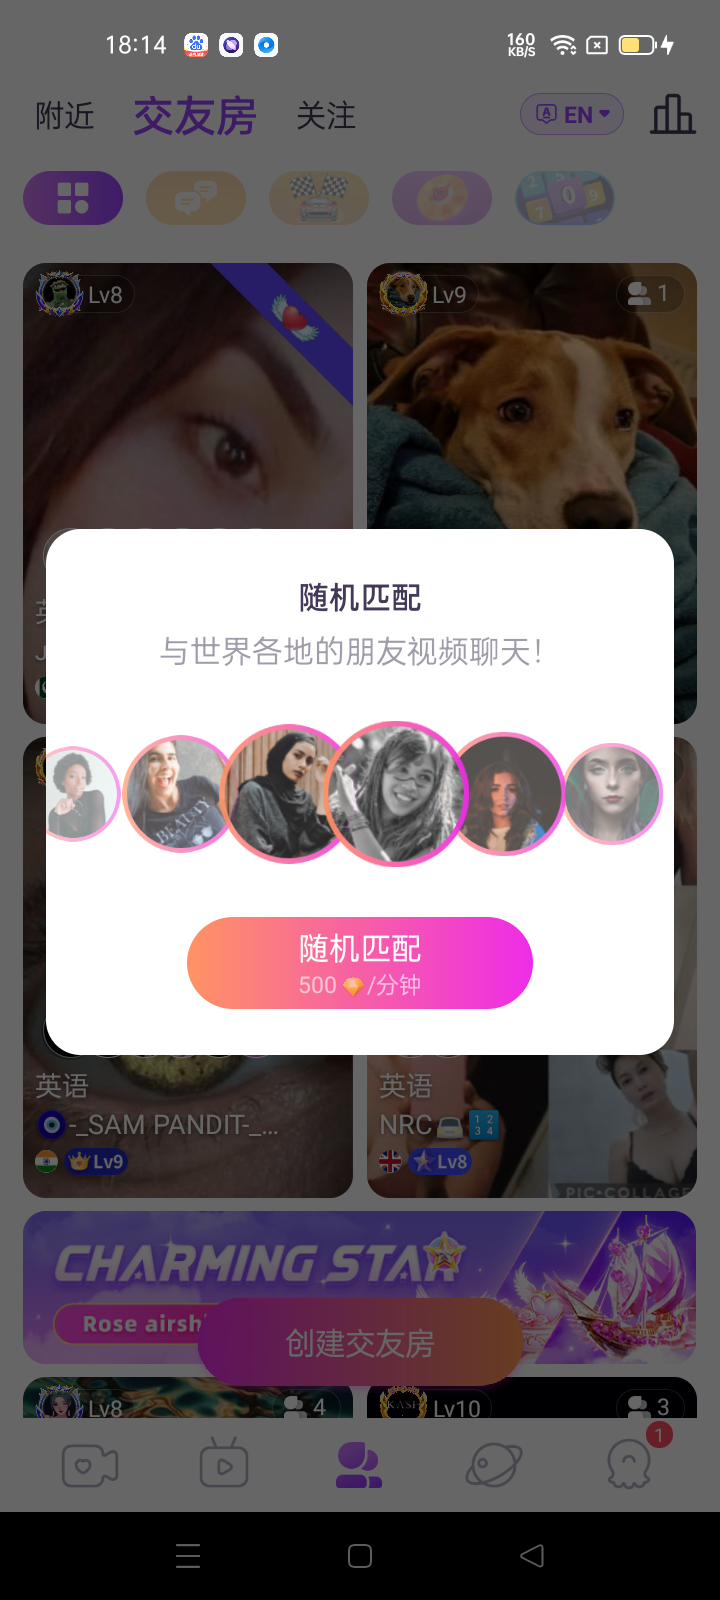 18:14
160
KB/S
附近 交友房 关注 EN
Lv8
Lv9 1
随机匹配
与世界各地的朋友视频聊天!
BEAUTY
随机匹配
500 /分钟
英语
-_SAM PANDIT-_...
Lv9
英语
NRC
Lv8
PIC•COLLAGE
CHARMING STAR
Rose airsh
创建交友房
Lv8 4
KASH
Lv10 3
1